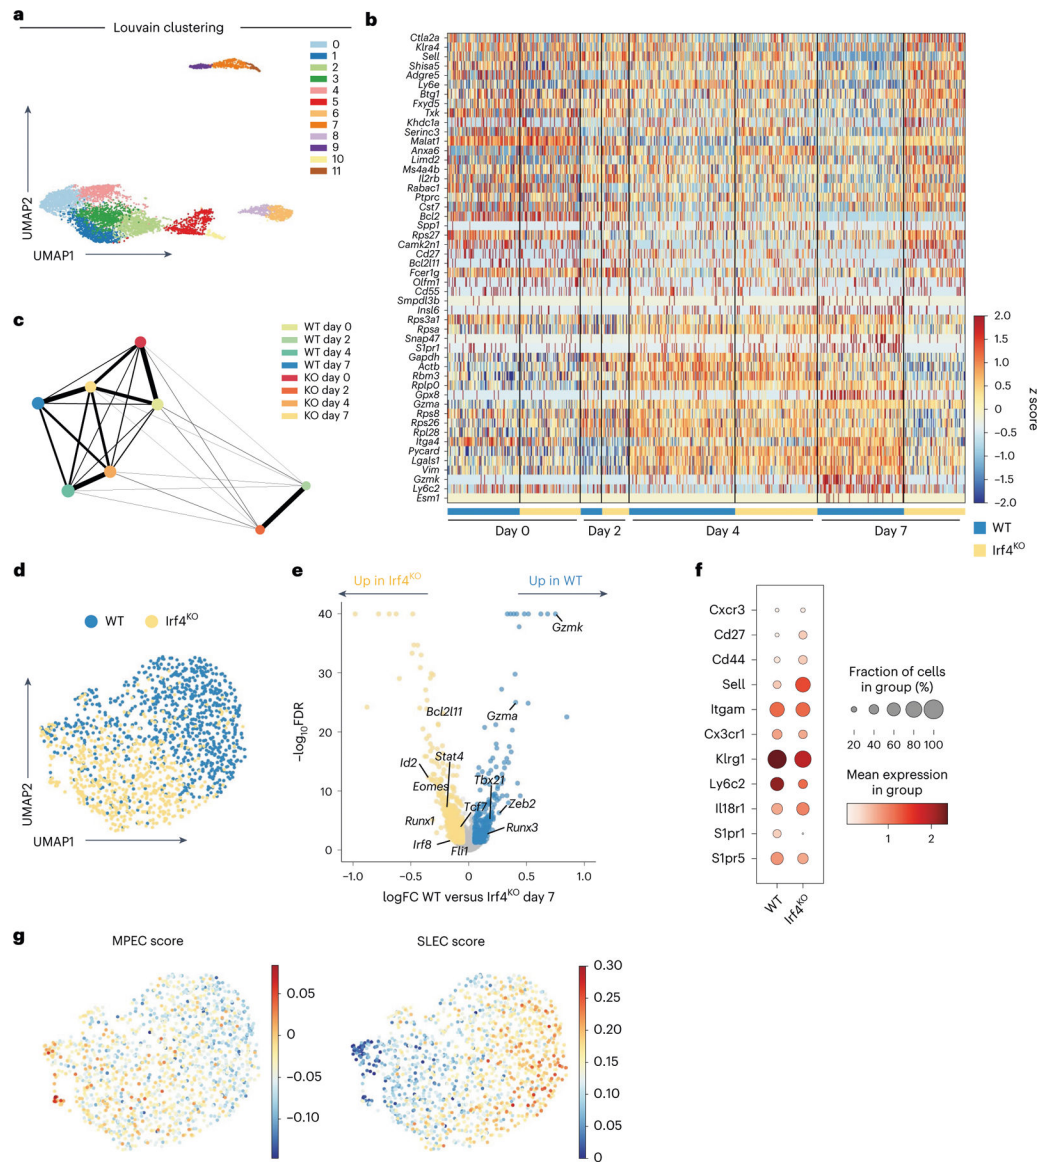 a
Louvain clustering
0
1
2
3
4
5
6
7
8
9
10
11
UMAP2
UMAP1
b
Ctla2a
Klra4
Sell
Shisa5
Adgre5
Ly6e
Btg1
Fxyd5
Txk
Khdc1a
Serinc3
Malat1
Anxa6
Limd2
Ms4a4b
Il2rb
Rabac1
Ptprc
Cst7
Bcl2
Spp1
Rps27
Camk2n1
Cd27
Bcl2l11
Fcer1g
Olfm1
Cd55
Smpdl3b
Insl6
Rps3a1
Rpsa
Snap47
S1pr1
Gapdh
Actb
Rbm3
Rplp0
Gpx8
Gzma
Rps8
Rps26
Rpl28
Itga4
Pycard
Lgals1
Vim
Gzmk
Ly6c2
Esm1
Day 0
Day 2
Day 4
Day 7
2.0
1.5
1.0
0.5
0
−0.5
−1.0
−1.5
−2.0
z score
WT
Irf4KO
c
WT day 0
WT day 2
WT day 4
WT day 7
KO day 0
KO day 2
KO day 4
KO day 7
d
WT
Irf4KO
UMAP2
UMAP1
e
Up in Irf4KO
Up in WT
40
30
20
10
0
−log10FDR
Gzmk
Gzma
Bcl2l11
Stat4
Id2
Eomes
Tbx21
Tcf7
Zeb2
Runx1
Runx3
Irf8
Fli1
−1.0
−0.5
0
0.5
1.0
logFC WT versus Irf4KO day 7
f
Cxcr3
Cd27
Cd44
Sell
Itgam
Cx3cr1
Klrg1
Ly6c2
Il18r1
S1pr1
S1pr5
WT
Irf4KO
Fraction of cells
in group (%)
20 40 60 80 100
Mean expression
in group
1 2
g
MPEC score
0.05
0
−0.05
−0.10
SLEC score
0.30
0.25
0.20
0.15
0.10
0.05
0